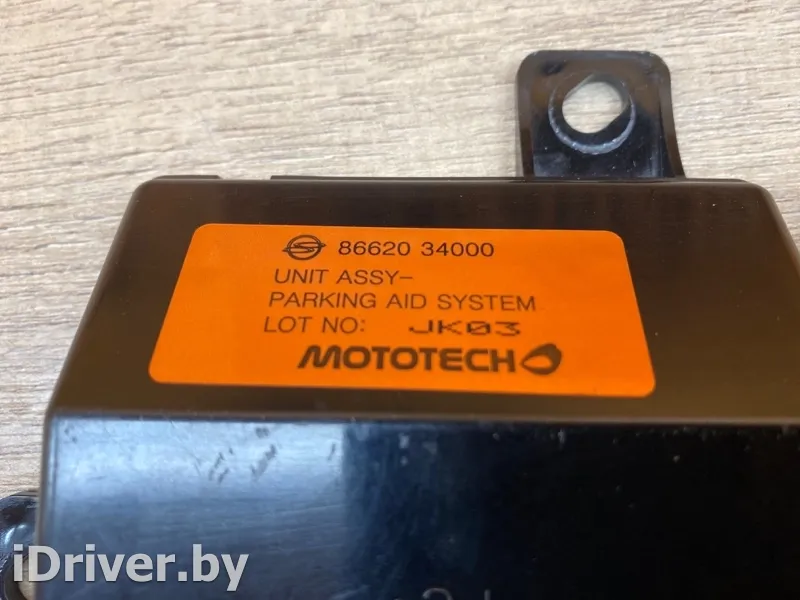 86620 34000
UNIT ASSY-
PARKING AID SYSTEM
LOT NO: JK03
MOTOTECH
iDriver.by